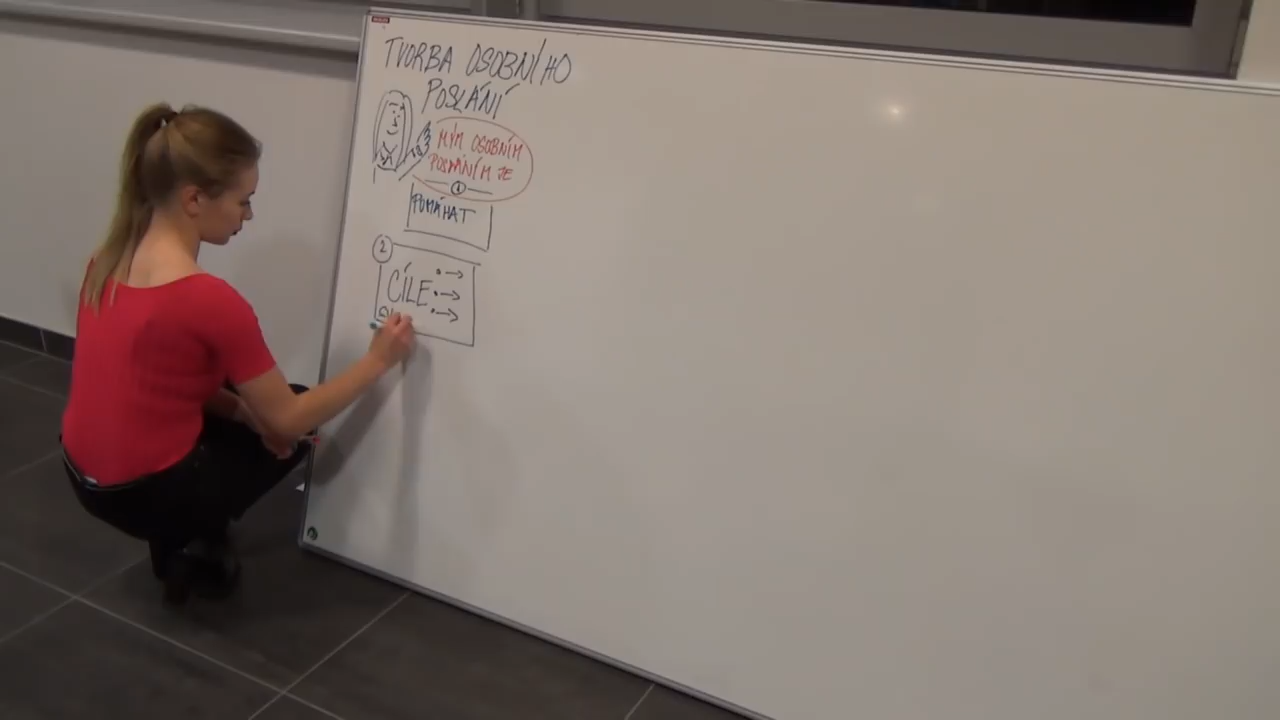 TVORBA OSOBNÍHO
POSLÁNÍ
MÝM OSOBNÍM
POSLÁNÍM JE
1
POMÁHAT
2
CÍLE